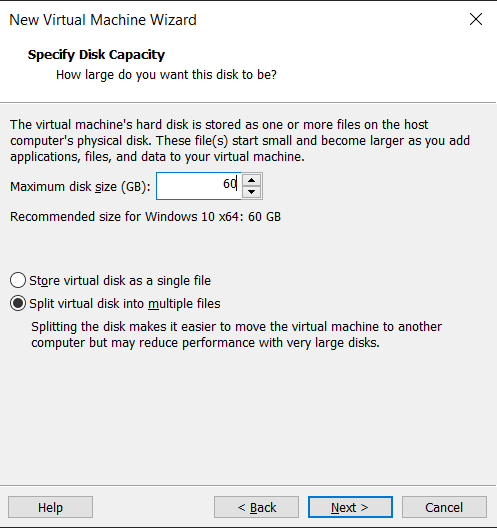 New Virtual Machine Wizard
Specify Disk Capacity
How large do you want this disk to be?
The virtual machine's hard disk is stored as one or more files on the host
computer's physical disk. These file(s) start small and become larger as you add
applications, files, and data to your virtual machine.
Maximum disk size (GB): 60
Recommended size for Windows 10 x64: 60 GB
Store virtual disk as a single file
Split virtual disk into multiple files
Splitting the disk makes it easier to move the virtual machine to another
computer but may reduce performance with very large disks.
Help < Back Next > Cancel